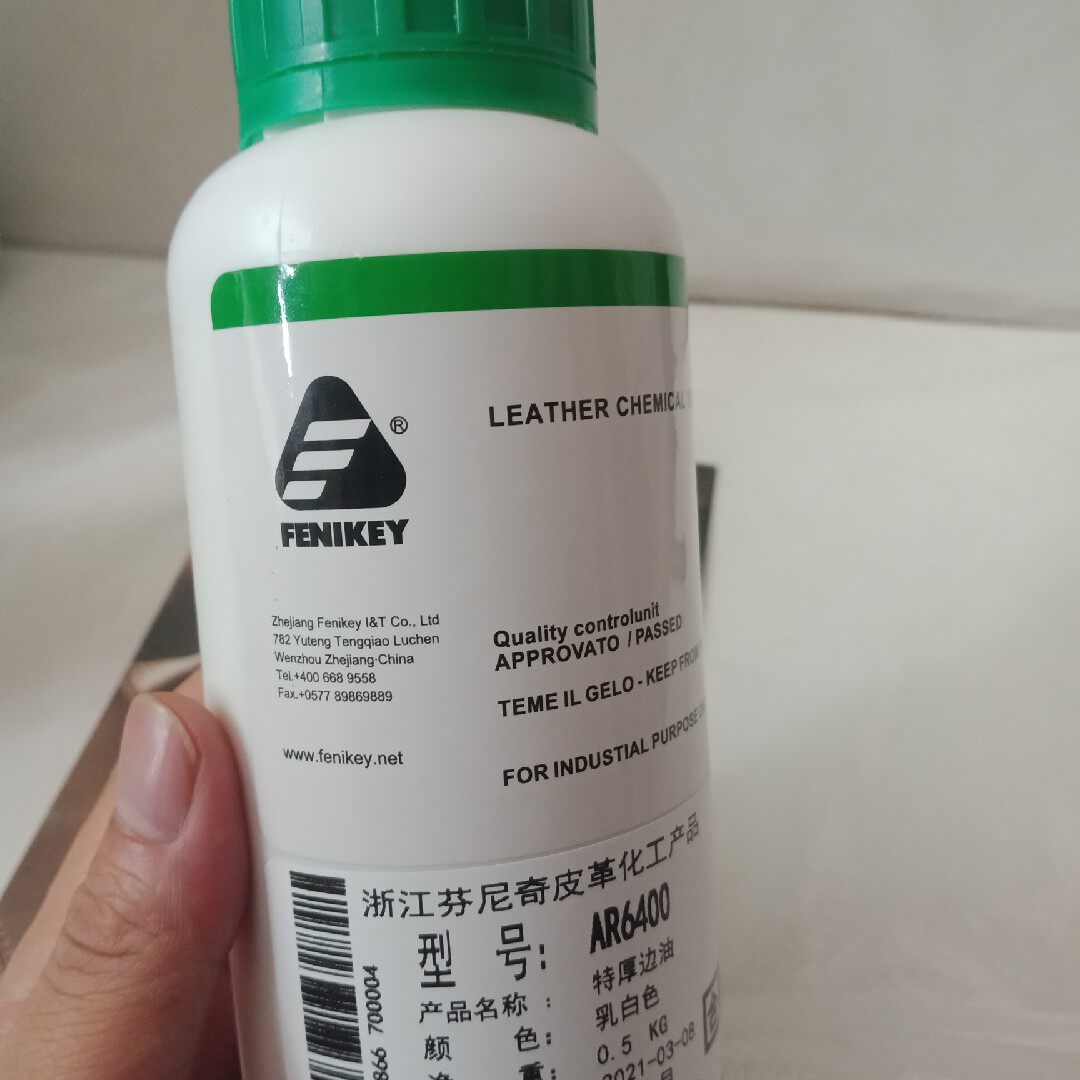 ®
FENIKEY
LEATHER CHEMICAL
Zhejiang Fenikey I&T Co., Ltd
782 Yuteng Tengqiao Luchen
Wenzhou Zhejiang·China
Tel.+400 668 9558
Fax.+0577 89869889
www.fenikey.net
Quality controlunit
APPROVATO / PASSED
TEME IL GELO - KEEP FROM
FOR INDUSTIAL PURPOSE
浙江芬尼奇皮革化工产品
型 号: AR6400
产品名称 : 特厚边油
颜 色: 乳白色
重: 0.5 KG
2021-03-08
866 700004